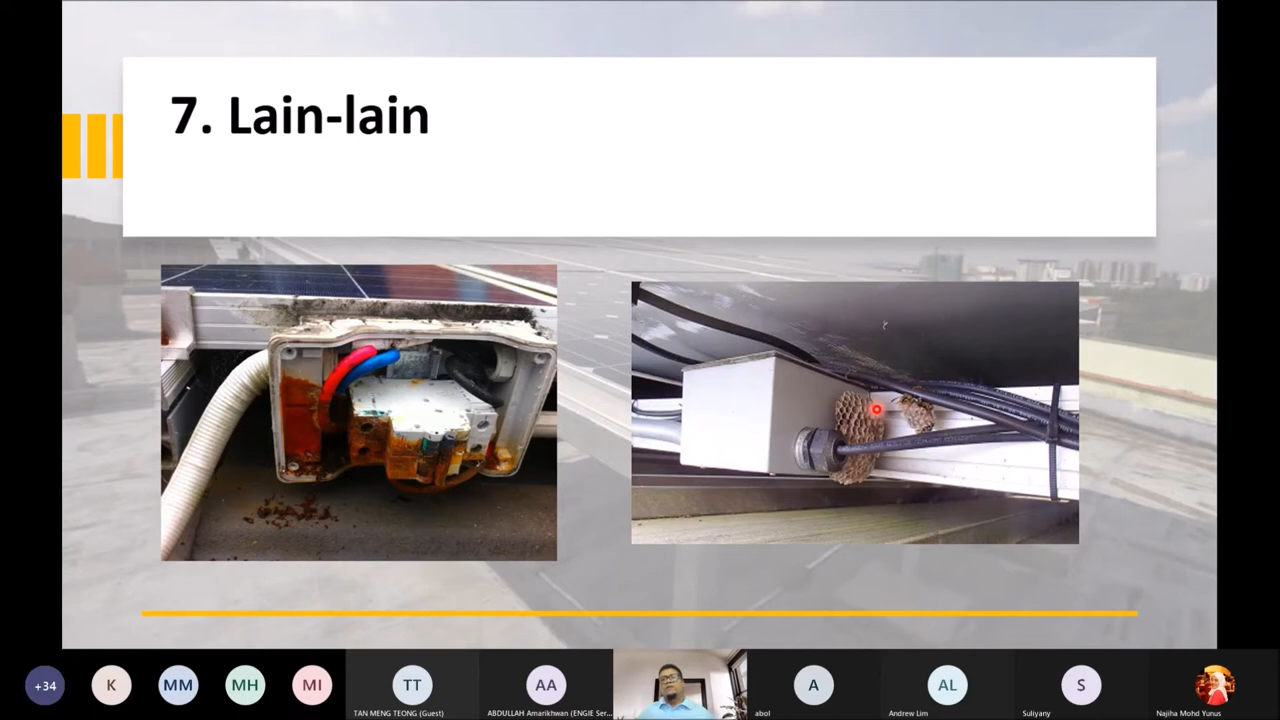 7. Lain-lain
+34
K
MM
MH
MI
TT
TAN MENG TEONG (Guest)
AA
ABDULLAH Amarikhwan (ENGIE Ser...
A
abol
AL
Andrew Lim
S
Suliyany
Najiha Mohd Yunus